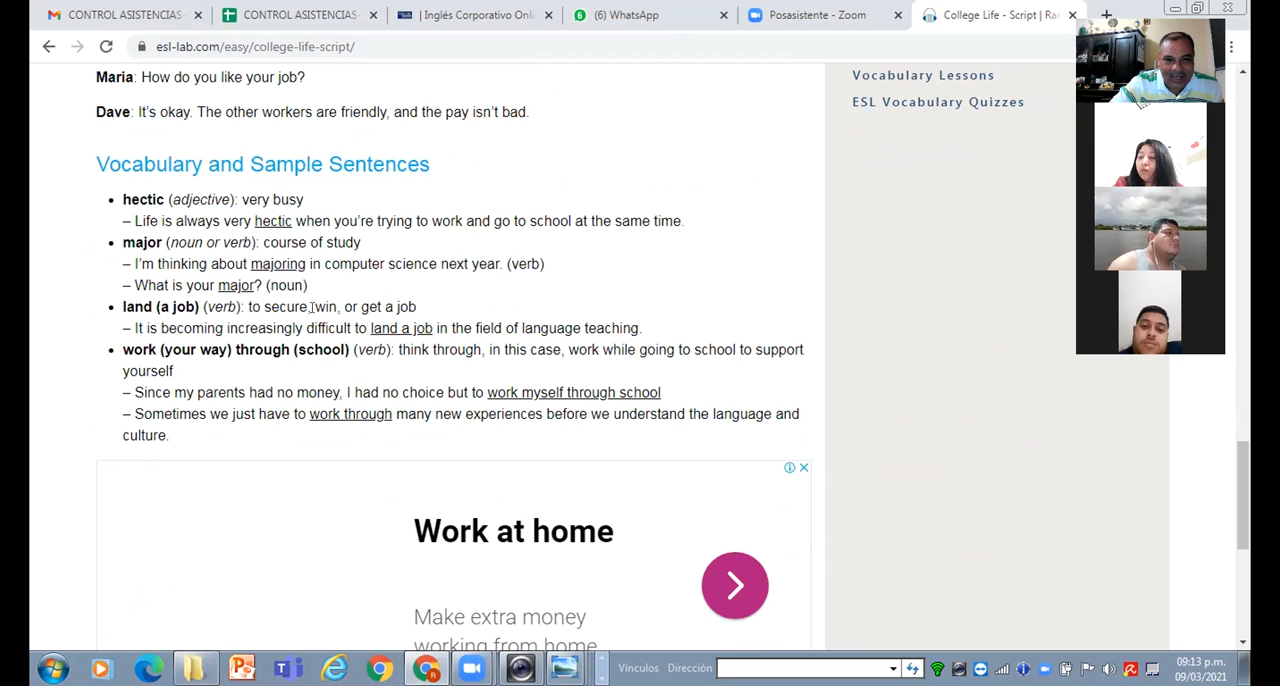 CONTROL ASISTENCIAS-
CONTROL ASISTENCIAS-
| Inglés Corporativo Onli
(6) WhatsApp
Posasistente - Zoom
College Life - Script | Ran
esl-lab.com/easy/college-life-script/
Maria: How do you like your job?
Dave: It's okay. The other workers are friendly, and the pay isn't bad.
Vocabulary and Sample Sentences
• hectic (adjective): very busy
– Life is always very hectic when you're trying to work and go to school at the same time.
• major (noun or verb): course of study
– I'm thinking about majoring in computer science next year. (verb)
– What is your major? (noun)
• land (a job) (verb): to secure, win, or get a job
– It is becoming increasingly difficult to land a job in the field of language teaching.
• work (your way) through (school) (verb): think through, in this case, work while going to school to support
yourself
– Since my parents had no money, I had no choice but to work myself through school
– Sometimes we just have to work through many new experiences before we understand the language and
culture.
Vocabulary Lessons
ESL Vocabulary Quizzes
Work at home
Make extra money
working from home
Vínculos Dirección
09:13 p.m.
09/03/2021